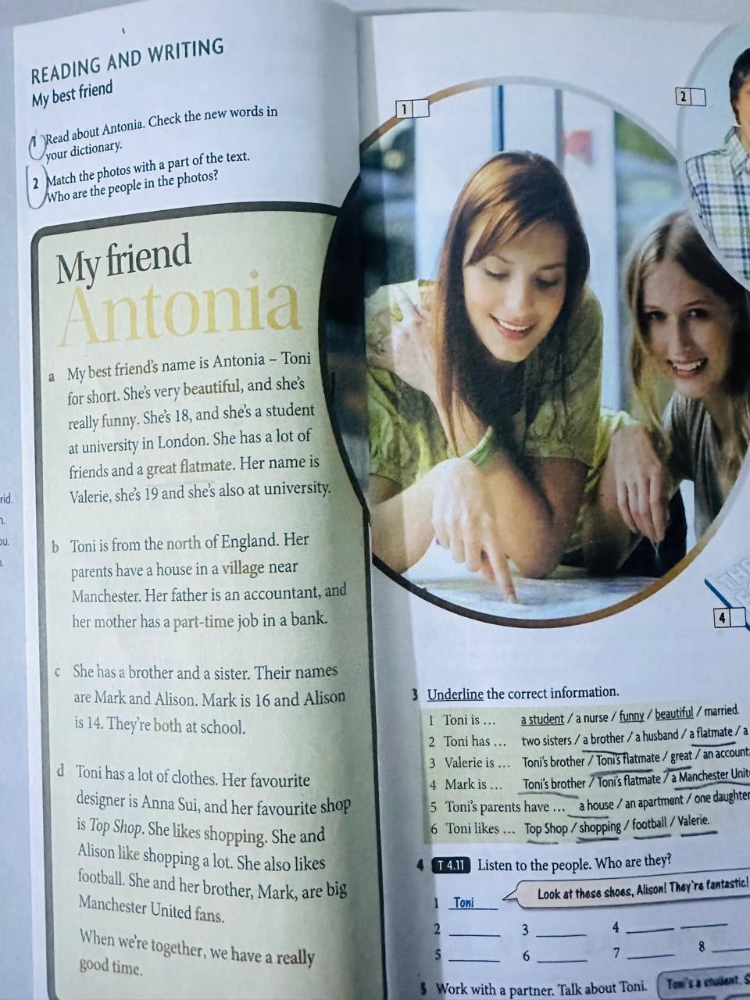 READING AND WRITING
My best friend
1 Read about Antonia. Check the new words in
your dictionary.
2 Match the photos with a part of the text.
Who are the people in the photos?
My friend
Antonia
a My best friend's name is Antonia – Toni
for short. She's very beautiful, and she's
really funny. She's 18, and she's a student
at university in London. She has a lot of
friends and a great flatmate. Her name is
Valerie, she's 19 and she's also at university.
b Toni is from the north of England. Her
parents have a house in a village near
Manchester. Her father is an accountant, and
her mother has a part-time job in a bank.
c She has a brother and a sister. Their names
are Mark and Alison. Mark is 16 and Alison
is 14. They're both at school.
d Toni has a lot of clothes. Her favourite
designer is Anna Sui, and her favourite shop
is Top Shop. She likes shopping. She and
Alison like shopping a lot. She also likes
football. She and her brother, Mark, are big
Manchester United fans.
When we're together, we have a really
good time.
rid.
n.
ou.
1
2
4
3 Underline the correct information.
1 Toni is ... a student / a nurse / funny / beautiful / married.
2 Toni has ... two sisters / a brother / a husband / a flatmate / a
3 Valerie is ... Toni's brother / Toni's flatmate / great / an account
4 Mark is ... Toni's brother / Toni's flatmate / a Manchester Unit
5 Toni's parents have ... a house / an apartment / one daughter
6 Toni likes ... Top Shop / shopping / football / Valerie.
4 T 4.11 Listen to the people. Who are they?
1 Toni Look at these shoes, Alison! They're fantastic!
2 3 4
5 6 7 8
5 Work with a partner. Talk about Toni. Toni's a student. S